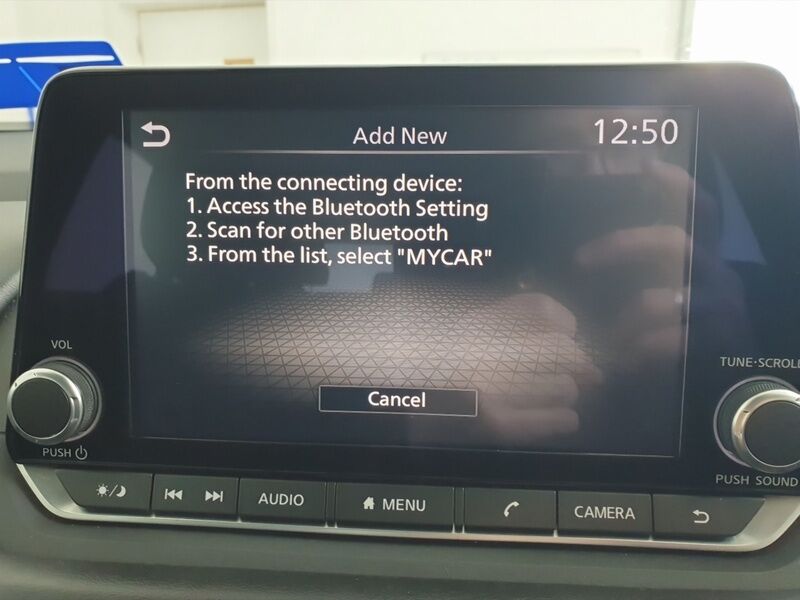 Add New
12:50
From the connecting device:
1. Access the Bluetooth Setting
2. Scan for other Bluetooth
3. From the list, select "MYCAR"
Cancel
VOL
PUSH
TUNE·SCROLL
PUSH SOUND
AUDIO
MENU
CAMERA